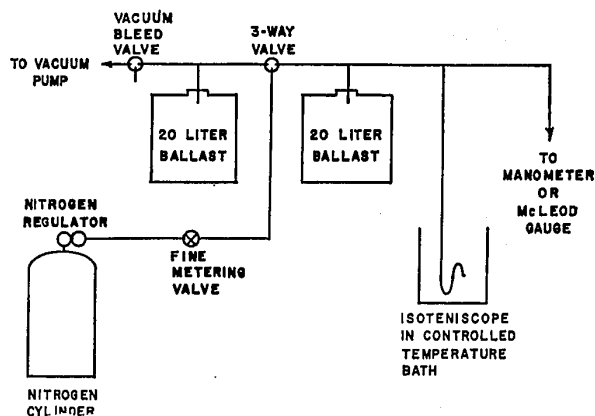 VACUUM
BLEED
VALVE
3-WAY
VALVE
TO VACUUM
PUMP
20 LITER
BALLAST
20 LITER
BALLAST
TO
MANOMETER
OR
McLEOD
GAUGE
NITROGEN
REGULATOR
FINE
METERING
VALVE
ISOTENISCOPE
IN CONTROLLED
TEMPERATURE
BATH
NITROGEN
CYLINDER